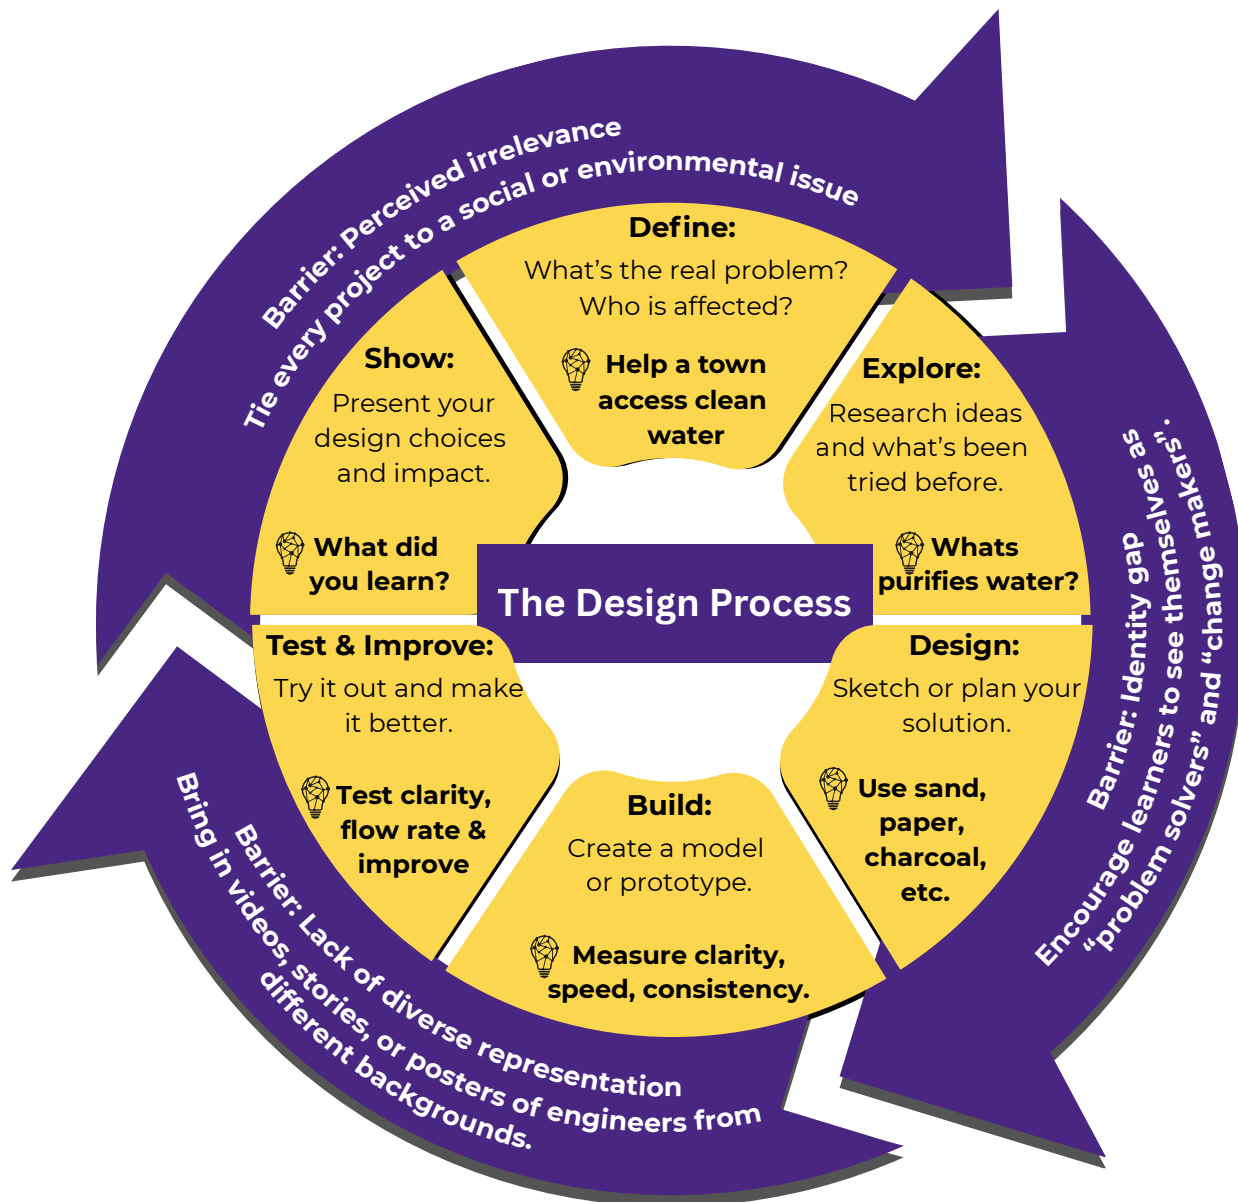 Barrier: Perceived irrelevance
Tie every project to a social or environmental issue
Define:
What's the real problem?
Who is affected?
Help a town
access clean
water
Explore:
Research ideas
and what's been
tried before.
Whats
purifies water?
Barrier: Identity gap
Encourage learners to see themselves as
“problem solvers” and “change makers”.
Design:
Sketch or plan your
solution.
Use sand,
paper,
charcoal,
etc.
Build:
Create a model
or prototype.
Measure clarity,
speed, consistency.
Barrier: Lack of diverse representation
Bring in videos, stories, or posters of engineers from
different backgrounds.
Test & Improve:
Try it out and make
it better.
Test clarity,
flow rate &
improve
Show:
Present your
design choices
and impact.
What did
you learn?
The Design Process